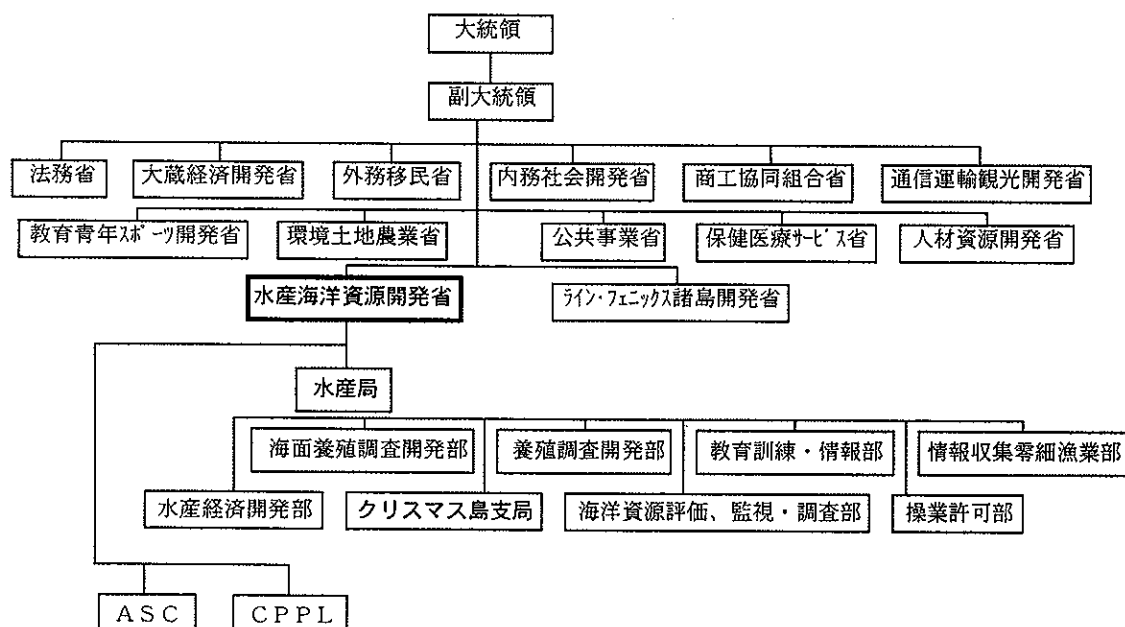 大統領
副大統領
法務省 大蔵経済開発省 外務移民省 内務社会開発省 商工協同組合省 通信運輸観光開発省
教育青年ｽﾎﾟｰﾂ開発省 環境土地農業省 公共事業省 保健医療ｻｰﾋﾞｽ省 人材資源開発省
水産海洋資源開発省 ﾗｲﾝ･ﾌｪﾆｯｸｽ諸島開発省
水産局
海面養殖調査開発部 養殖調査開発部 教育訓練・情報部 情報収集零細漁業部
水産経済開発部 クリスマス島支局 海洋資源評価、監視・調査部 操業許可部
ＡＳＣ ＣＰＰＬ